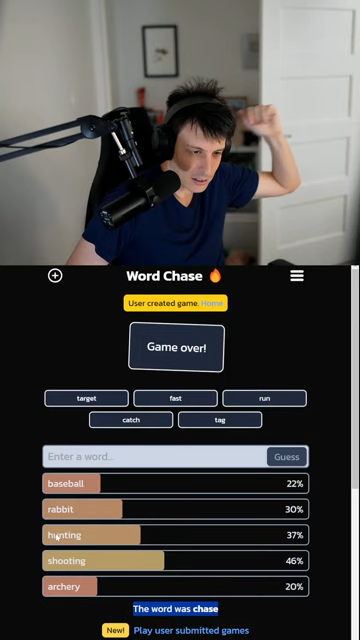 Word Chase 🔥
User created game. Home
Game over!
target fast run
catch tag
Enter a word... Guess
baseball 22%
rabbit 30%
hunting 37%
shooting 46%
archery 20%
The word was chase
New! Play user submitted games